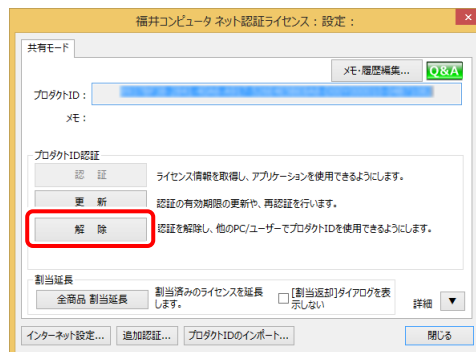 福井コンピュータ ネット認証ライセンス：設定：
共有モード
メモ・履歴編集...
Q&A
プロダクトID：
メモ：
プロダクトID認証
認　証
ライセンス情報を取得し、アプリケーションを使用できるようにします。
更　新
認証の有効期限の更新や、再認証を行います。
解　除
認証を解除し、他のPC/ユーザーでプロダクトIDを使用できるようにします。
割当延長
全商品 割当延長
割当済みのライセンスを延長
します。
[割当返却]ダイアログを表
示しない
詳細 ▼
インターネット設定...
追加認証...
プロダクトIDのインポート...
閉じる